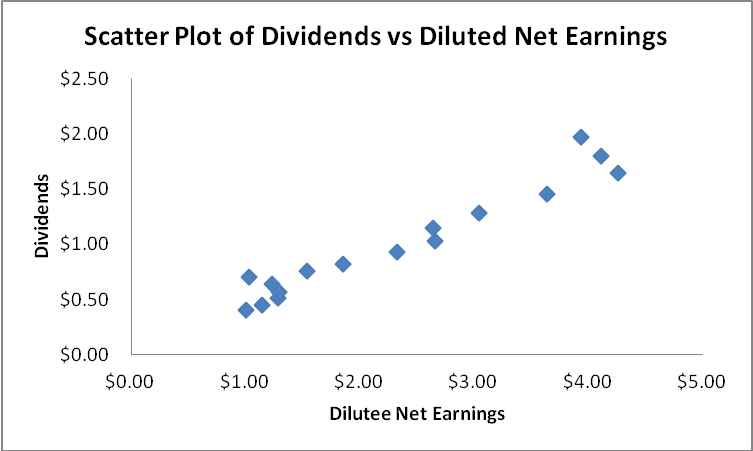 Scatter Plot of Dividends vs Diluted Net Earnings
$2.50
$2.00
$1.50
$1.00
$0.50
$0.00
Dividends
$0.00 $1.00 $2.00 $3.00 $4.00 $5.00
Dilutee Net Earnings